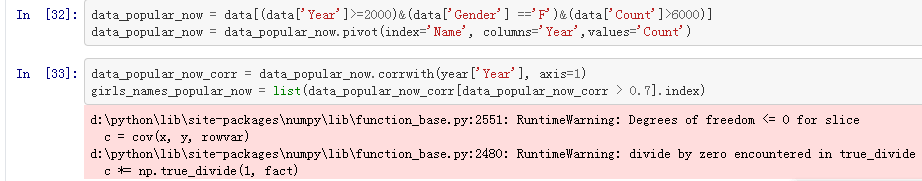 In [32]: data_popular_now = data[(data['Year']>=2000)&(data['Gender'] =='F')&(data['Count']>6000)]
data_popular_now = data_popular_now.pivot(index='Name', columns='Year',values='Count')
In [33]: data_popular_now_corr = data_popular_now.corrwith(year['Year'], axis=1)
girls_names_popular_now = list(data_popular_now_corr[data_popular_now_corr > 0.7].index)
d:\python\lib\site-packages\numpy\lib\function_base.py:2551: RuntimeWarning: Degrees of freedom <= 0 for slice
c = cov(x, y, rowvar)
d:\python\lib\site-packages\numpy\lib\function_base.py:2480: RuntimeWarning: divide by zero encountered in true_divide
c *= np.true_divide(1, fact)